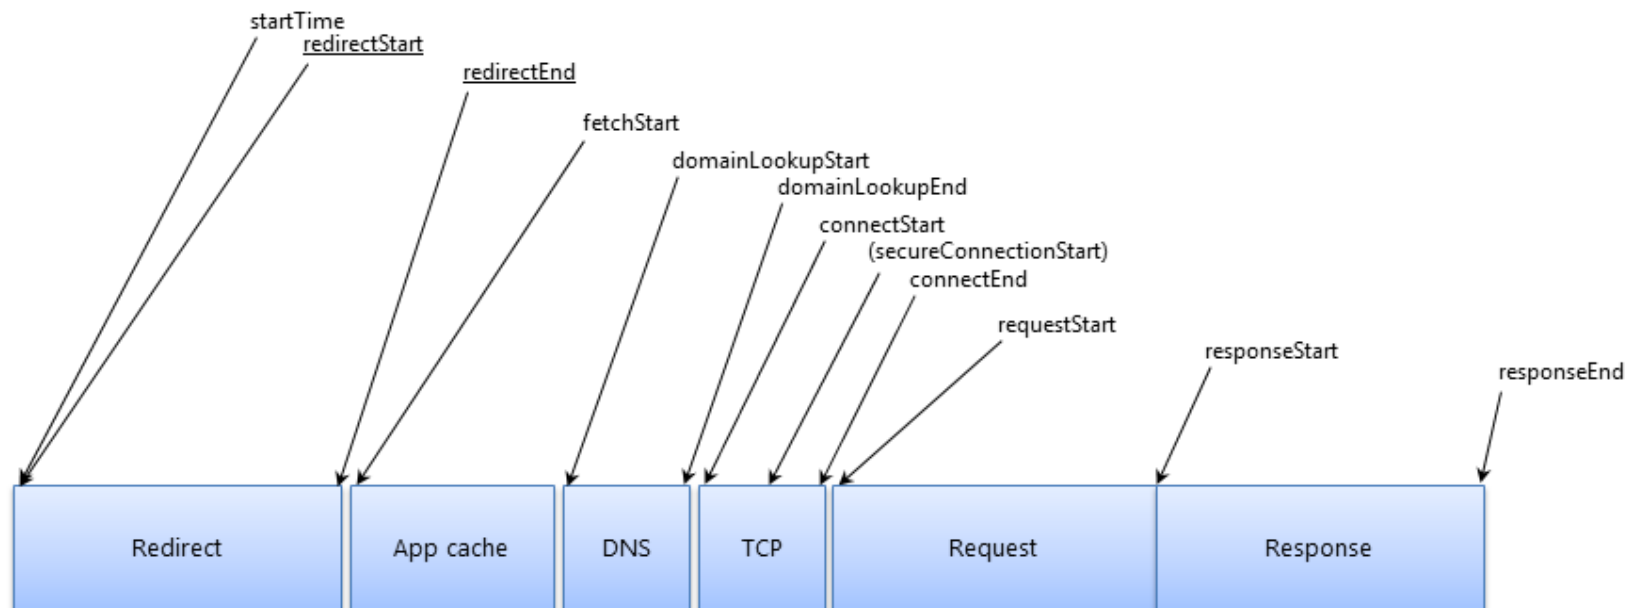 startTime
redirectStart
redirectEnd
fetchStart
domainLookupStart
domainLookupEnd
connectStart
(secureConnectionStart)
connectEnd
requestStart
responseStart
responseEnd
Redirect
App cache
DNS
TCP
Request
Response